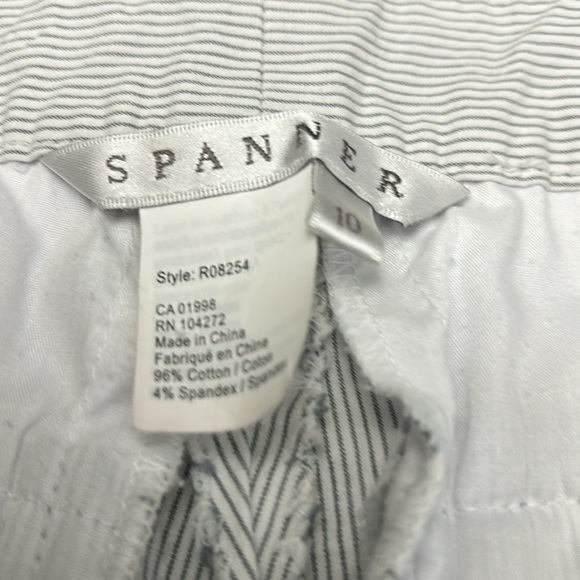 SPANNER
10
Style: R08254
CA 01998
RN 104272
Made in China
Fabriqué en Chine
96% Cotton / Coton
4% Spandex / Spandex